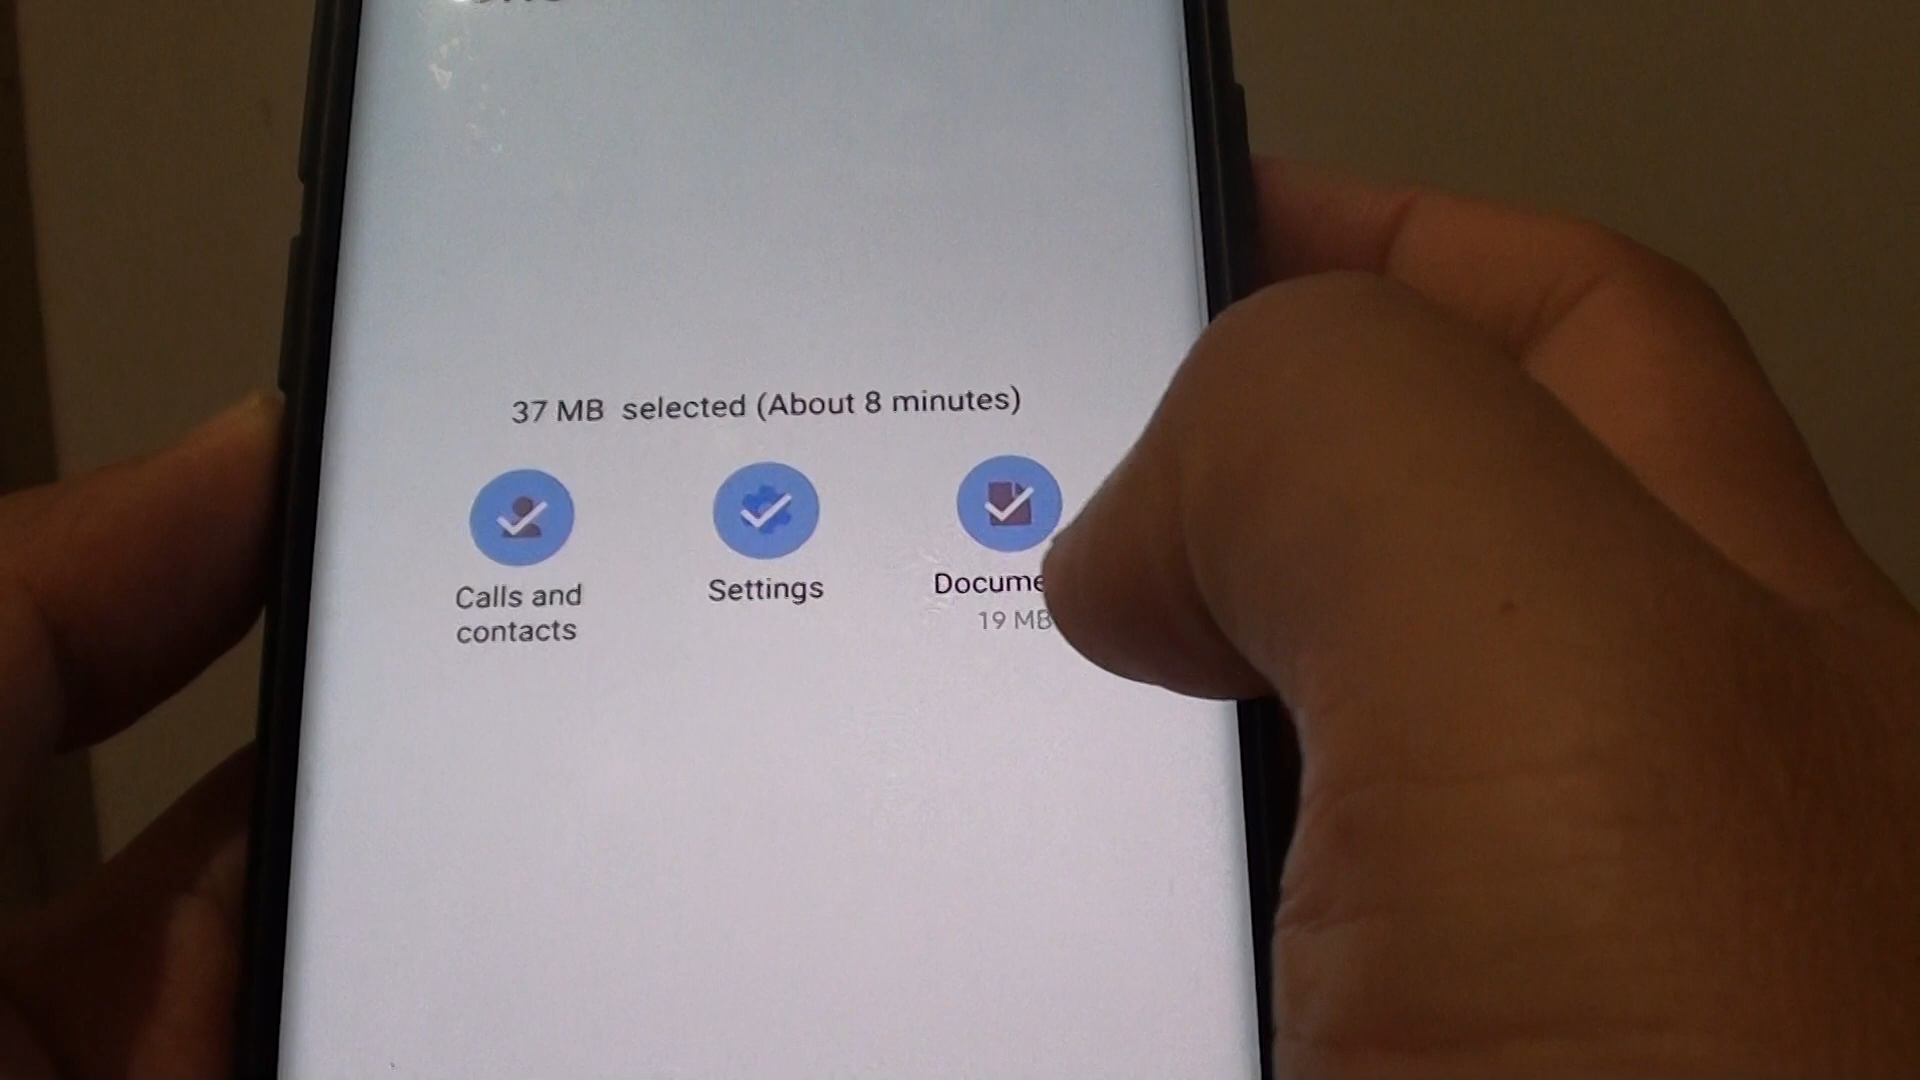 37 MB selected (About 8 minutes)
Calls and
contacts
Settings
Docume
19 MB